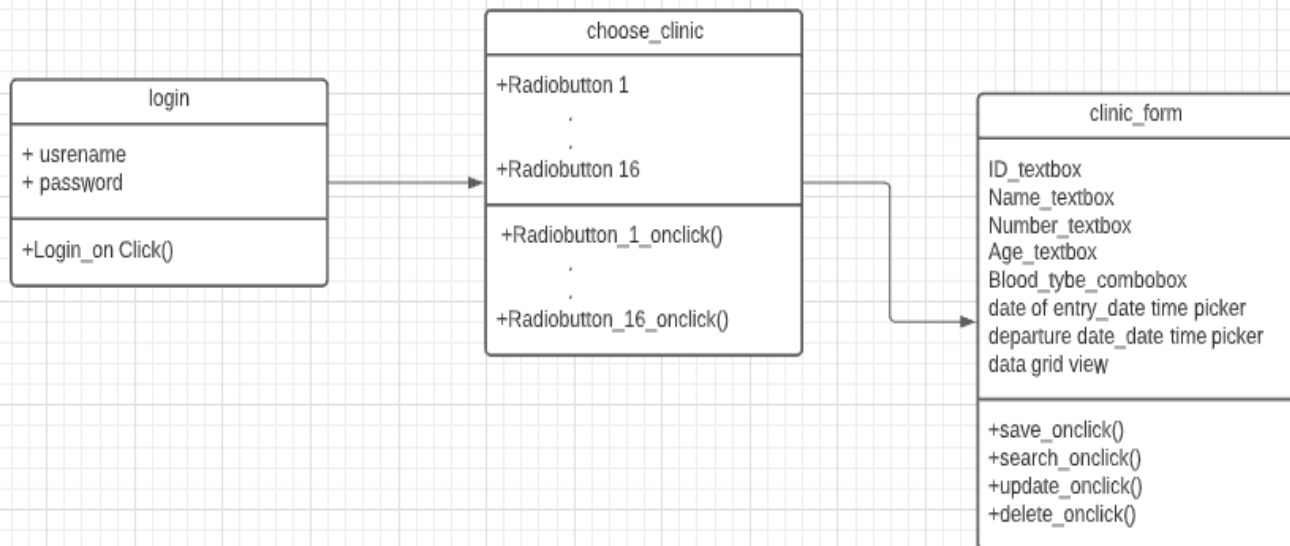 login
+ usrename
+ password
+Login_on Click()
choose_clinic
+Radiobutton 1
.
.
+Radiobutton 16
+Radiobutton_1_onclick()
.
.
+Radiobutton_16_onclick()
clinic_form
ID_textbox
Name_textbox
Number_textbox
Age_textbox
Blood_tybe_combobox
date of entry_date time picker
departure date_date time picker
data grid view
+save_onclick()
+search_onclick()
+update_onclick()
+delete_onclick()